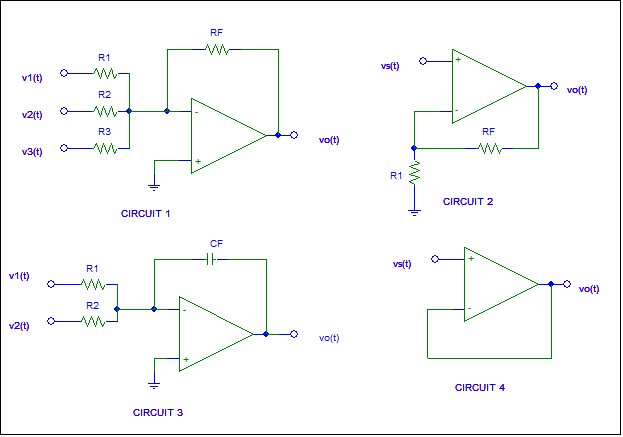 RF
R1
v1(t)
R2
v2(t)
R3
v3(t)
-
+
vo(t)
CIRCUIT 1
vs(t)
+
-
vo(t)
RF
R1
CIRCUIT 2
CF
v1(t)
R1
R2
v2(t)
-
+
vo(t)
CIRCUIT 3
vs(t)
+
-
vo(t)
CIRCUIT 4